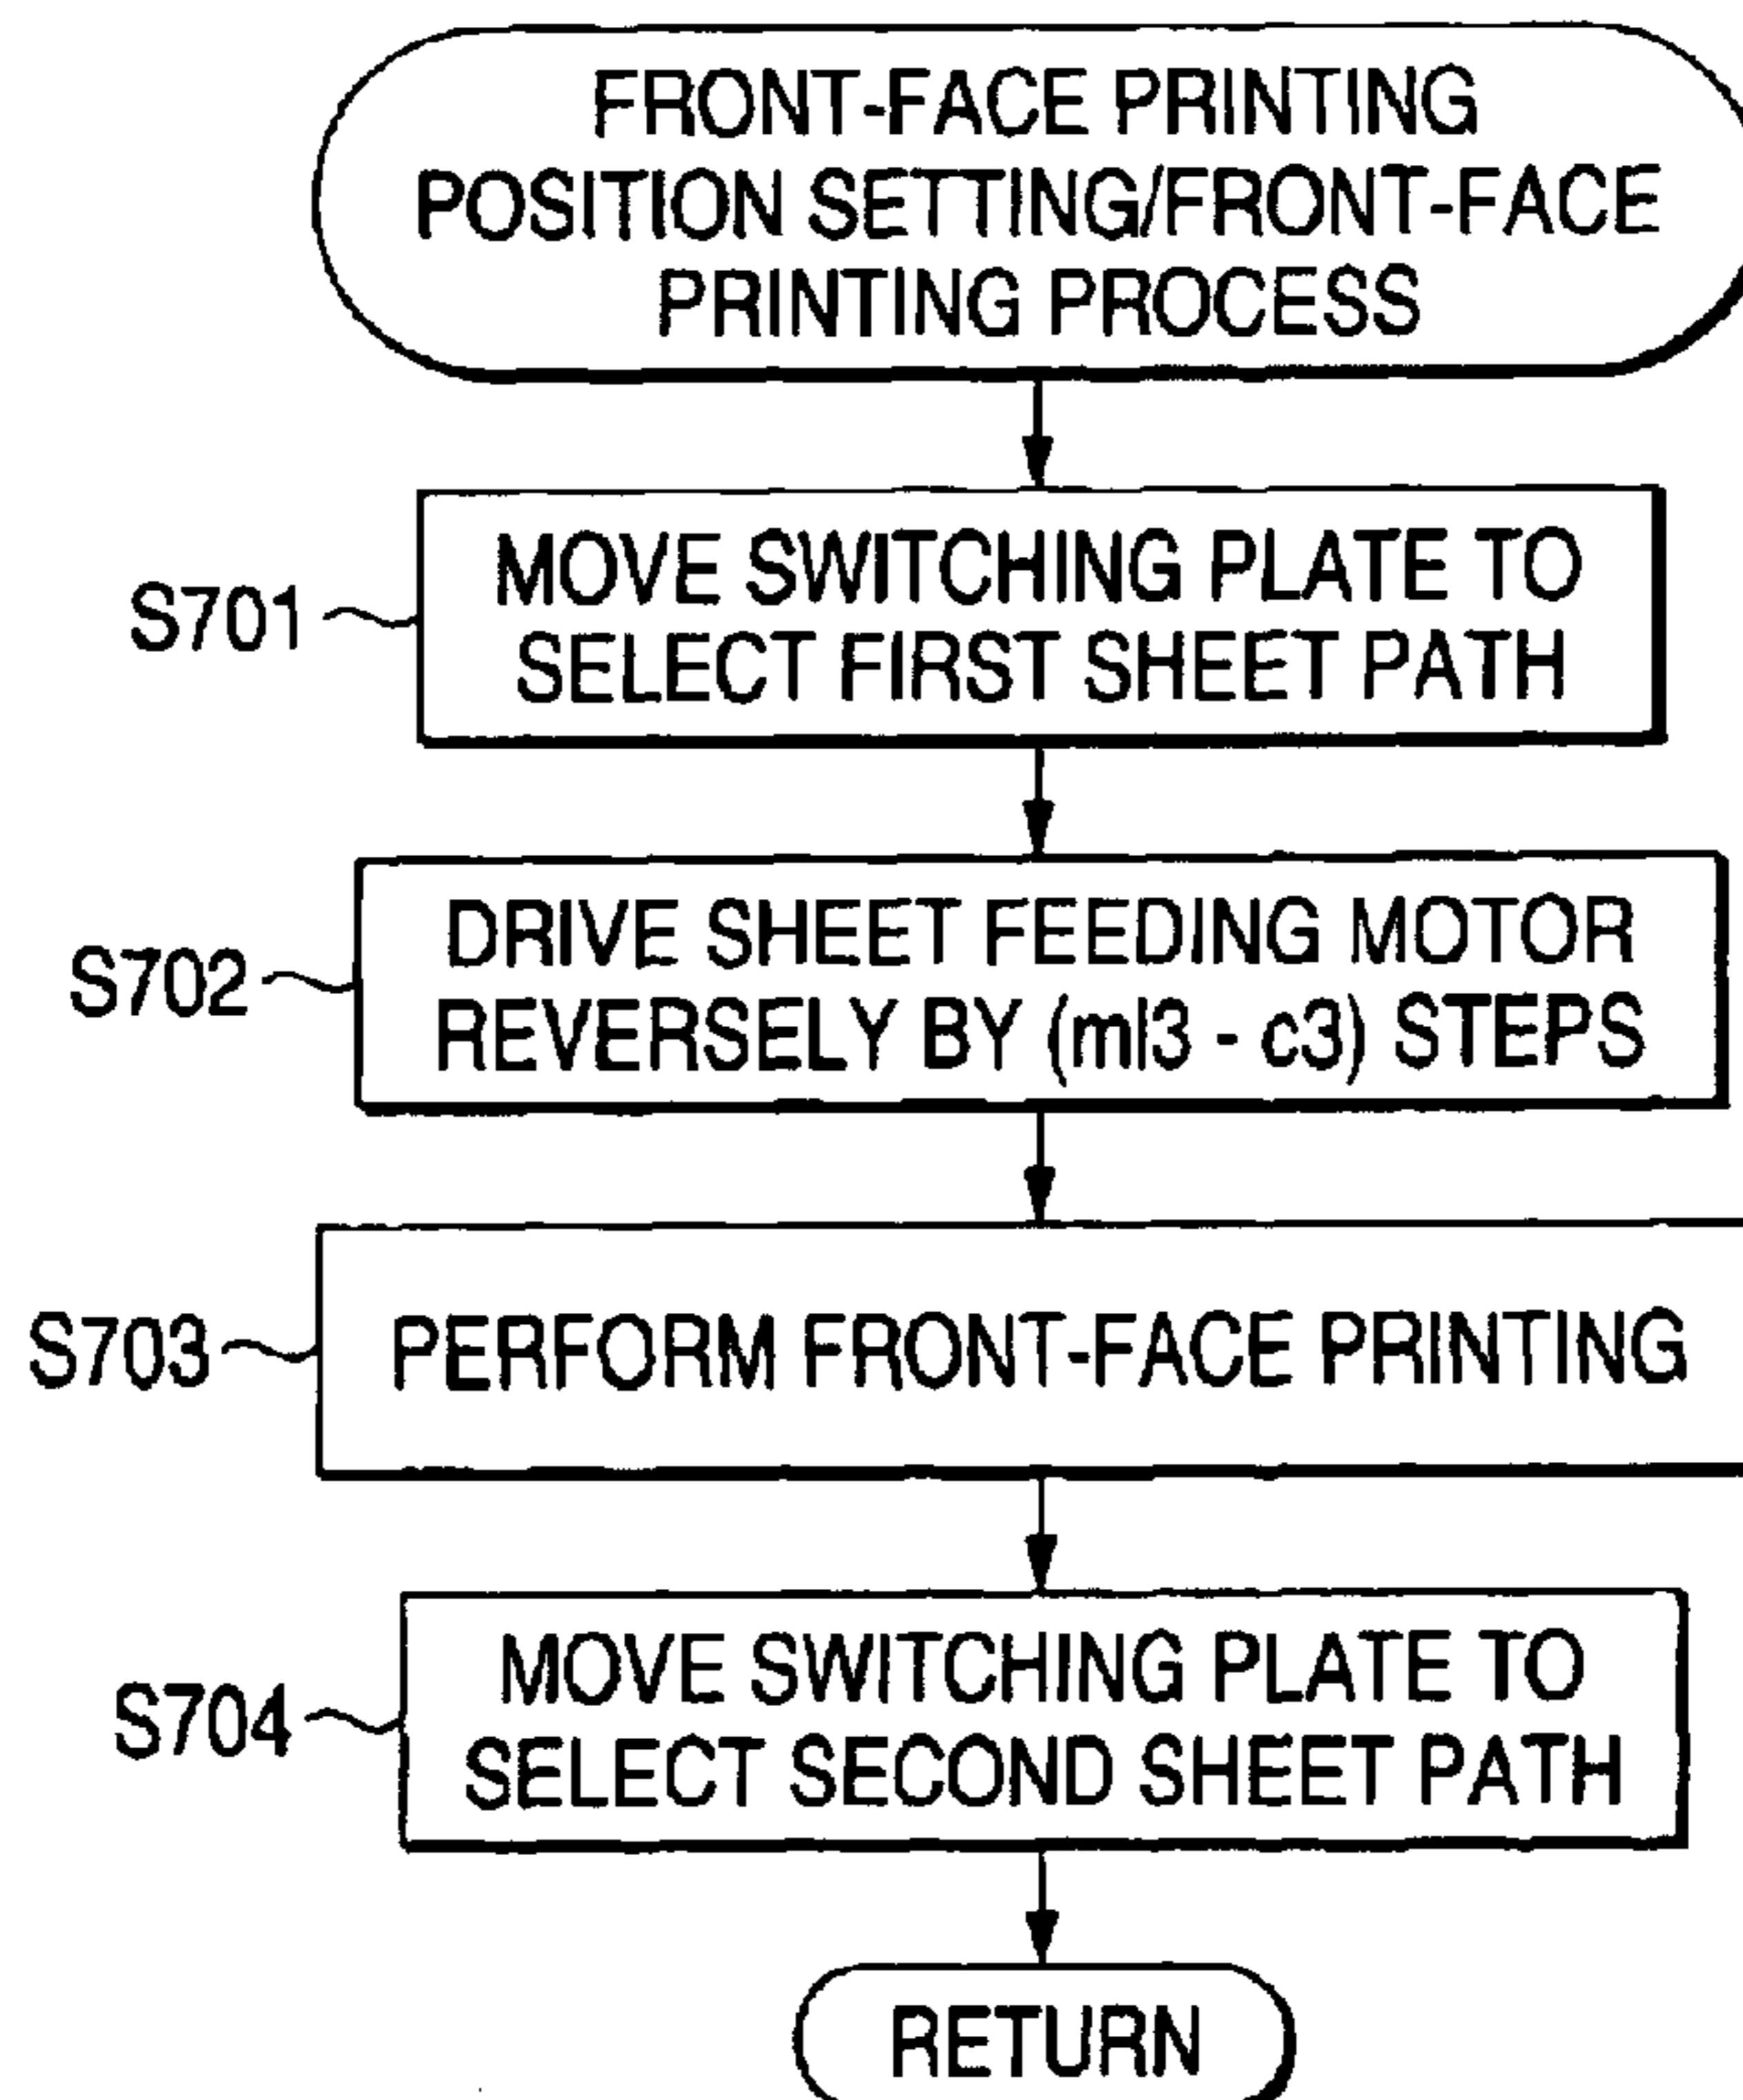 FRONT-FACE PRINTING
POSITION SETTING/FRONT-FACE
PRINTING PROCESS
S701
MOVE SWITCHING PLATE TO
SELECT FIRST SHEET PATH
S702
DRIVE SHEET FEEDING MOTOR
REVERSELY BY (ml3 - c3) STEPS
S703
PERFORM FRONT-FACE PRINTING
S704
MOVE SWITCHING PLATE TO
SELECT SECOND SHEET PATH
RETURN